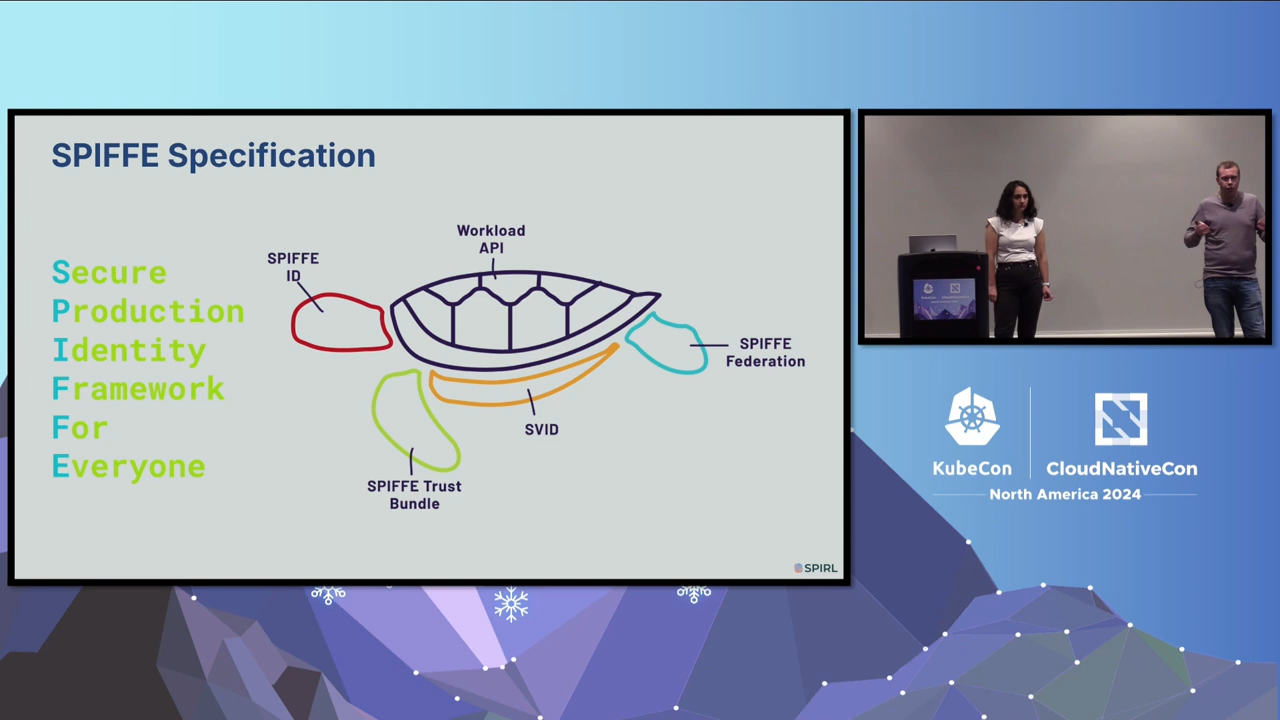 SPIFFE Specification
Secure
Production
Identity
Framework
For
Everyone
SPIFFE
ID
Workload
API
SPIFFE
Federation
SVID
SPIFFE Trust
Bundle
SPIRL
KubeCon
CloudNativeCon
North America 2024